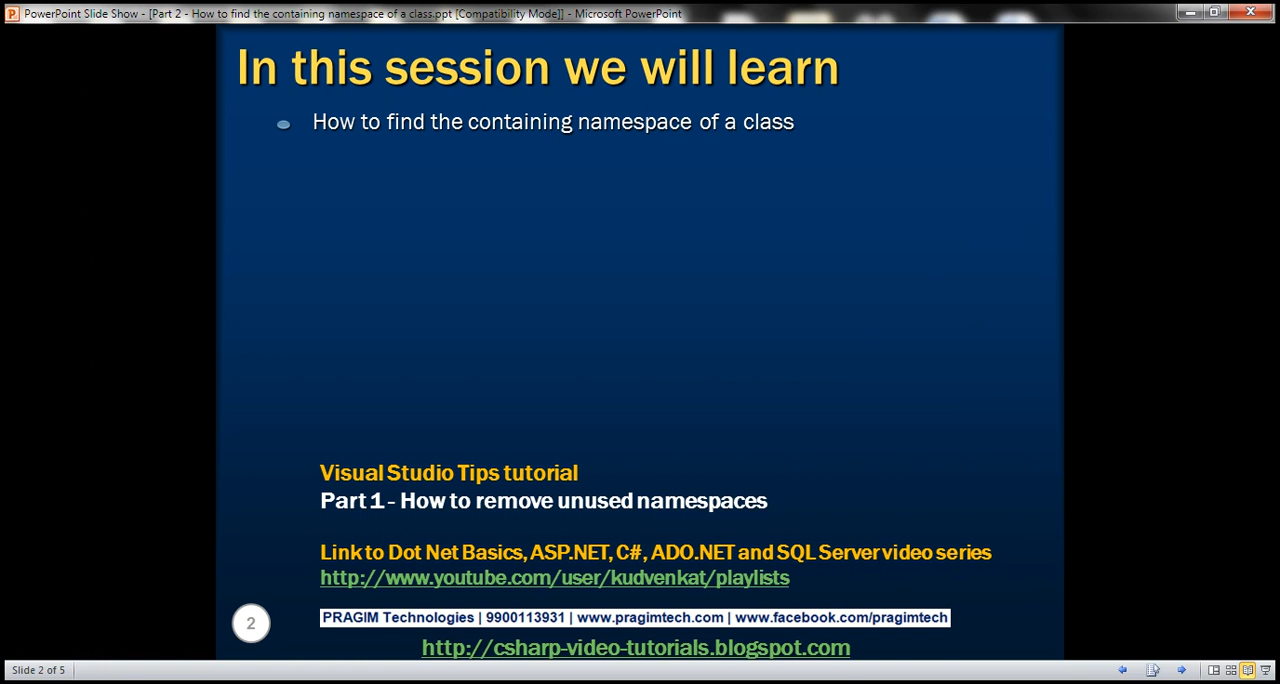 PowerPoint Slide Show - [Part 2 - How to find the containing namespace of a class.ppt [Compatibility Mode]] - Microsoft PowerPoint
In this session we will learn
How to find the containing namespace of a class
Visual Studio Tips tutorial
Part 1 - How to remove unused namespaces
Link to Dot Net Basics, ASP.NET, C#, ADO.NET and SQL Server video series
http://www.youtube.com/user/kudvenkat/playlists
PRAGIM Technologies | 9900113931 | www.pragimtech.com | www.facebook.com/pragimtech
2
http://csharp-video-tutorials.blogspot.com
Slide 2 of 5